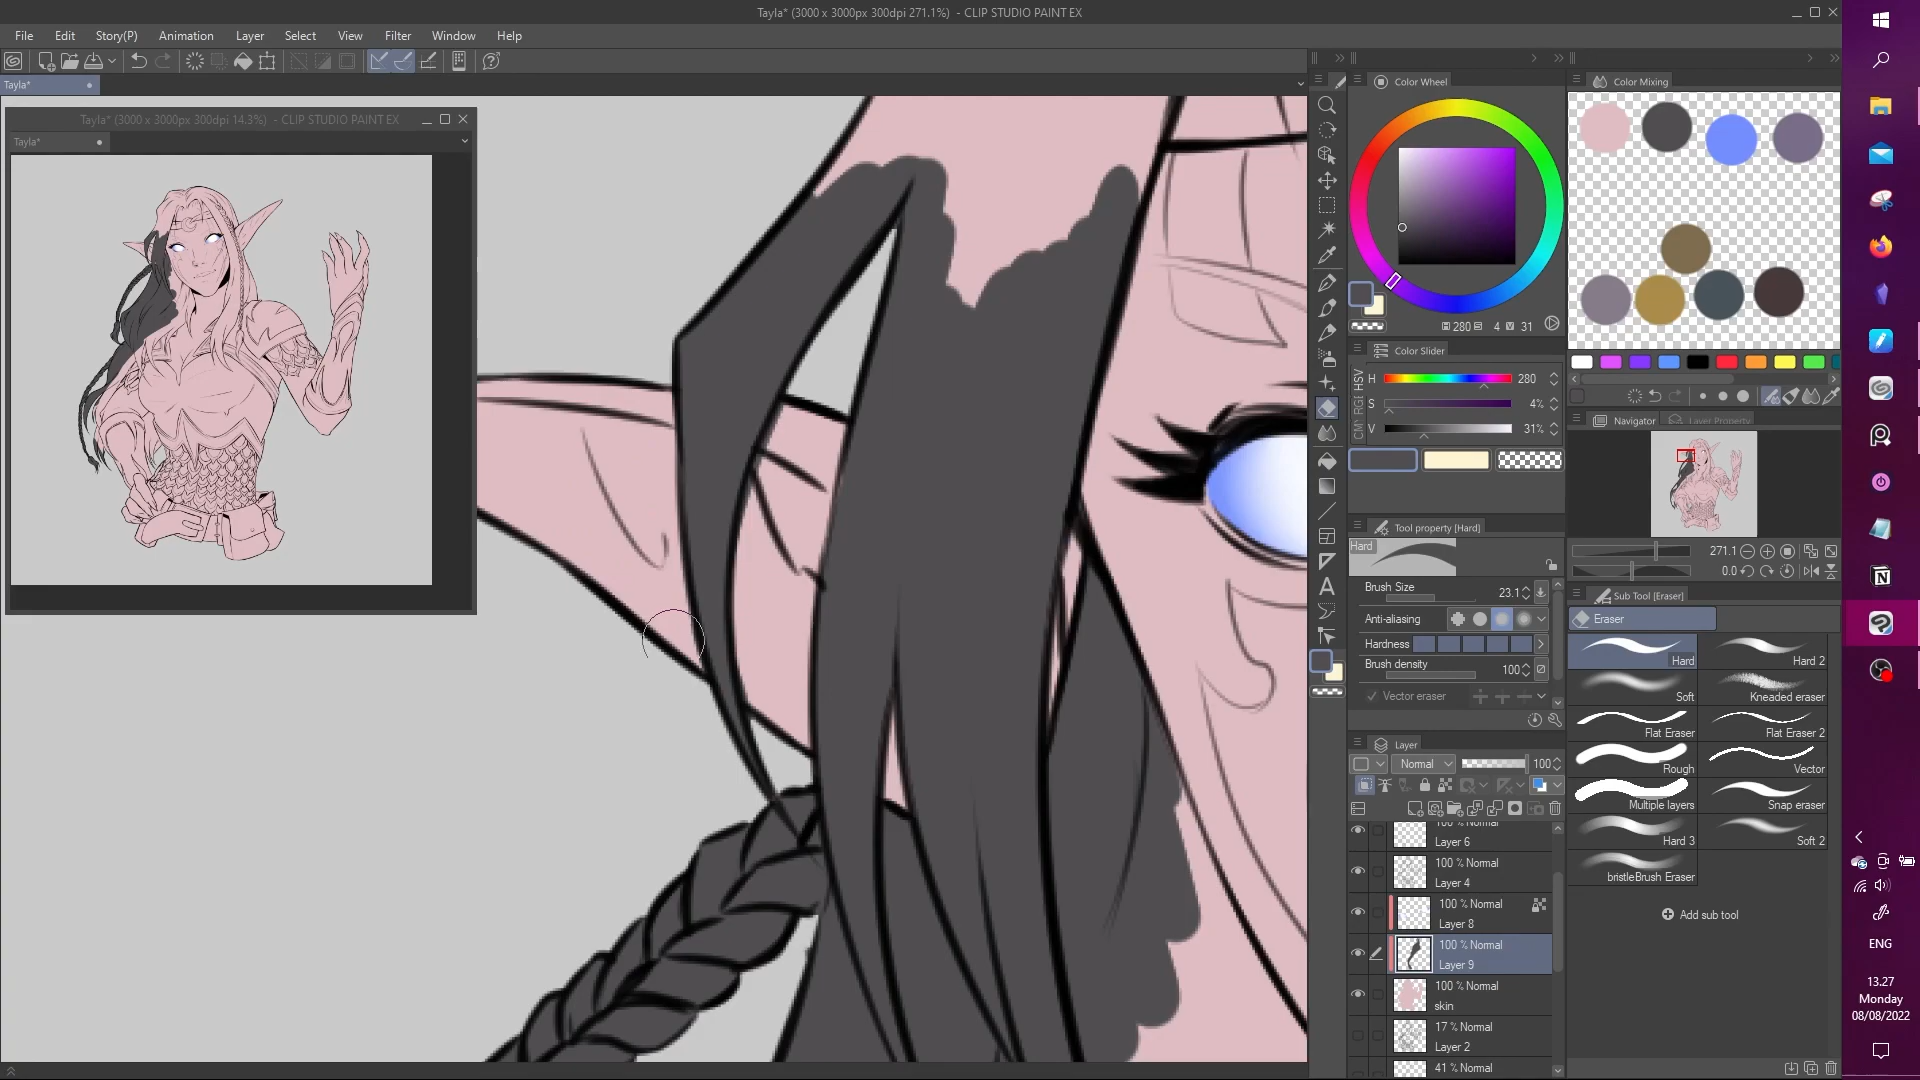 Tayla* (3000 x 3000px 300dpi 271.1%)  - CLIP STUDIO PAINT EX
File Edit Story(P) Animation Layer Select View Filter Window Help
Tayla*
Tayla* (3000 x 3000px 300dpi 14.3%)  - CLIP STUDIO PAINT EX
Tayla*
Color Wheel
280 4 31
Color Slider
HSV
H 280
S 4%
V 31%
Tool property [Hard]
Hard
Brush Size 23.1
Anti-aliasing
Hardness
Brush density 100
Vector eraser
Layer
Normal 100
100 % Normal
Layer 6
100 % Normal
Layer 4
100 % Normal
Layer 8
100 % Normal
Layer 9
100 % Normal
skin
17 % Normal
Layer 2
41 % Normal
Color Mixing
Navigator Layer Property
271.1
0.0
Sub Tool [Eraser]
Eraser
Hard Hard 2
Soft Kneaded eraser
Flat Eraser Flat Eraser 2
Rough Vector
Multiple layers Snap eraser
Hard 3 Soft 2
bristleBrush Eraser
Add sub tool
ENG
13.27
Monday
08/08/2022